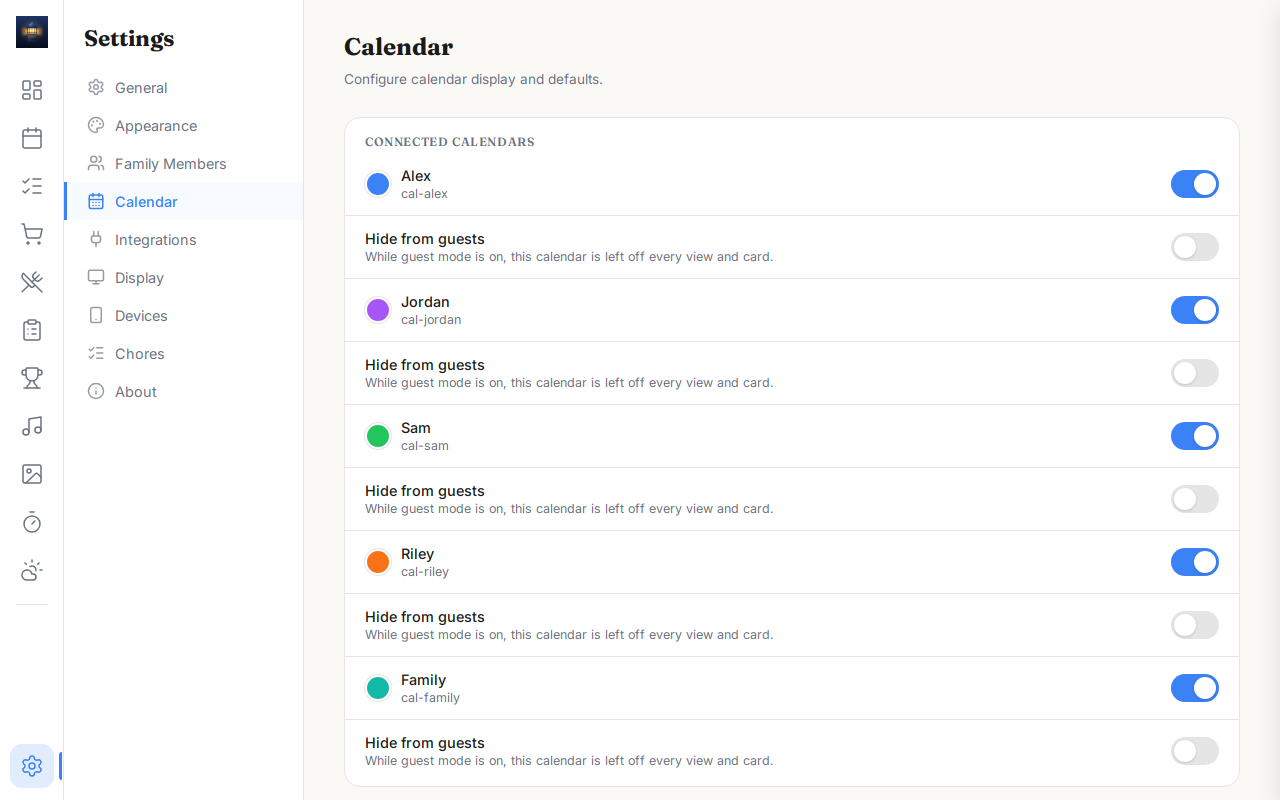 Settings
General
Appearance
Family Members
Calendar
Integrations
Display
Devices
Chores
About
Calendar
Configure calendar display and defaults.
CONNECTED CALENDARS
Alex
cal-alex
Hide from guests
While guest mode is on, this calendar is left off every view and card.
Jordan
cal-jordan
Hide from guests
While guest mode is on, this calendar is left off every view and card.
Sam
cal-sam
Hide from guests
While guest mode is on, this calendar is left off every view and card.
Riley
cal-riley
Hide from guests
While guest mode is on, this calendar is left off every view and card.
Family
cal-family
Hide from guests
While guest mode is on, this calendar is left off every view and card.